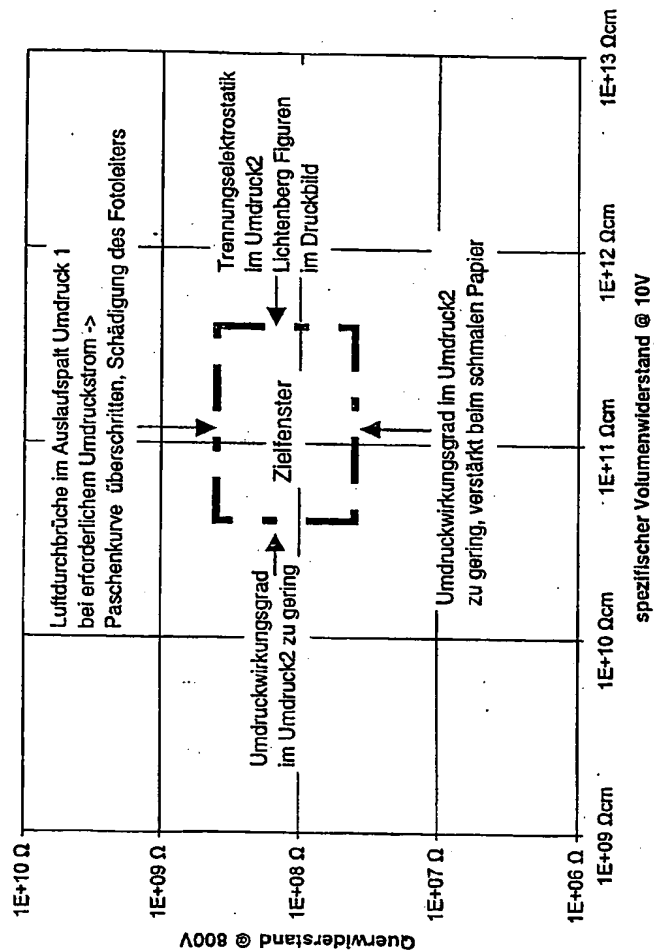 1E+10 Ω
1E+09 Ω
1E+08 Ω
1E+07 Ω
1E+06 Ω
Querwiderstand @ 800V
Luftdurchbrüche im Auslaufspalt Umdruck 1
bei erforderlichem Umdruckstrom ->
Paschenkurve überschritten, Schädigung des Fotoleiters
Umdruckwirkungsgrad
im Umdruck2 zu gering
Zielfenster
Trennungselektrostatik
im Umdruck2
Lichtenberg Figuren
im Druckbild
Umdruckwirkungsgrad im Umdruck2
zu gering, verstärkt beim schmalen Papier
1E+09 Ωcm
1E+10 Ωcm
1E+11 Ωcm
1E+12 Ωcm
1E+13 Ωcm
spezifischer Volumenwiderstand @ 10V